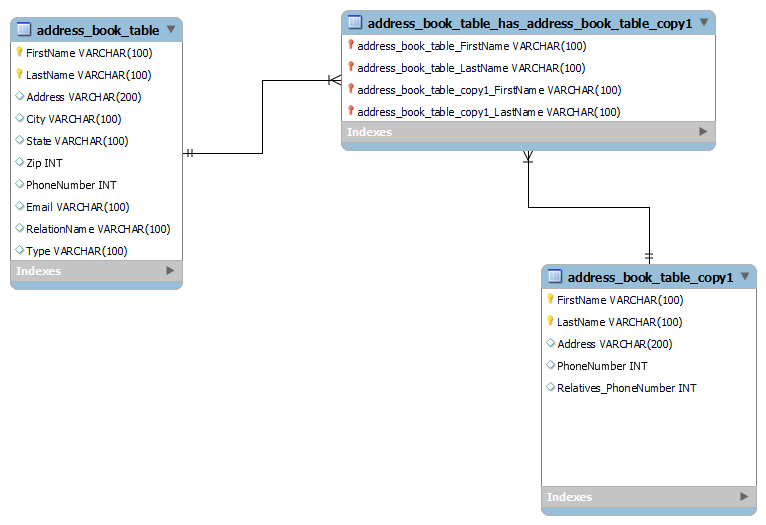 address_book_table
FirstName VARCHAR(100)
LastName VARCHAR(100)
Address VARCHAR(200)
City VARCHAR(100)
State VARCHAR(100)
Zip INT
PhoneNumber INT
Email VARCHAR(100)
RelationName VARCHAR(100)
Type VARCHAR(100)
Indexes
address_book_table_has_address_book_table_copy1
address_book_table_FirstName VARCHAR(100)
address_book_table_LastName VARCHAR(100)
address_book_table_copy1_FirstName VARCHAR(100)
address_book_table_copy1_LastName VARCHAR(100)
Indexes
address_book_table_copy1
FirstName VARCHAR(100)
LastName VARCHAR(100)
Address VARCHAR(200)
PhoneNumber INT
Relatives_PhoneNumber INT
Indexes